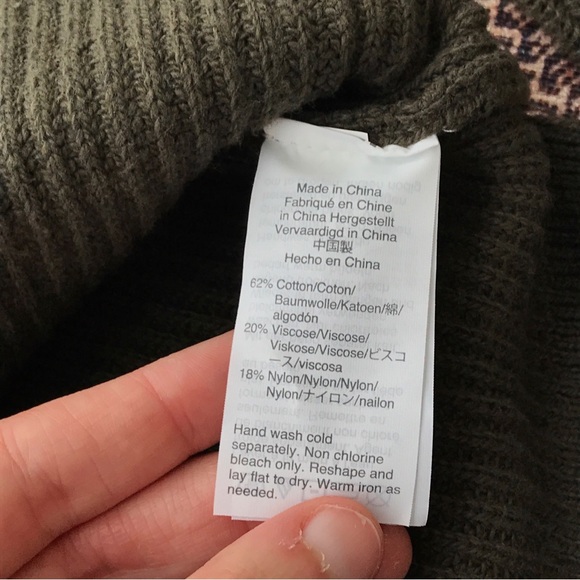 Made in China
Fabriqué en Chine
in China Hergestellt
Vervaardigd in China
中国製
Hecho en China
62% Cotton/Coton/
Baumwolle/Katoen/綿/
algodón
20% Viscose/Viscose/
Viskose/Viscose/ビスコ
ース/viscosa
18% Nylon/Nylon/Nylon/
Nylon/ナイロン/nailon
Hand wash cold
separately. Non chlorine
bleach only. Reshape and
lay flat to dry. Warm iron as
needed.